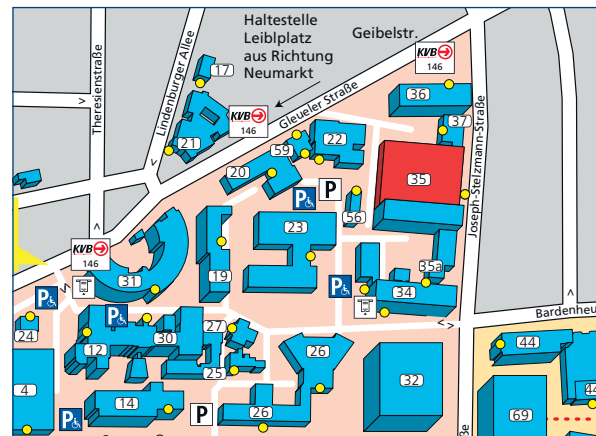 Haltestelle
Leiblplatz
aus Richtung
Neumarkt
Geibelstr.
KVB
146
Theresienstraße
Lindenburger Allee
17
KVB
146
Gleueler Straße
36
37
Joseph-Stelzmann-Straße
21
59
22
20
35
P
P
56
23
KVB
146
31
19
35a
P
34
P
P
24
30
27
Bardenheu
12
25
26
44
4
14
P
32
44
P
26
69
ße